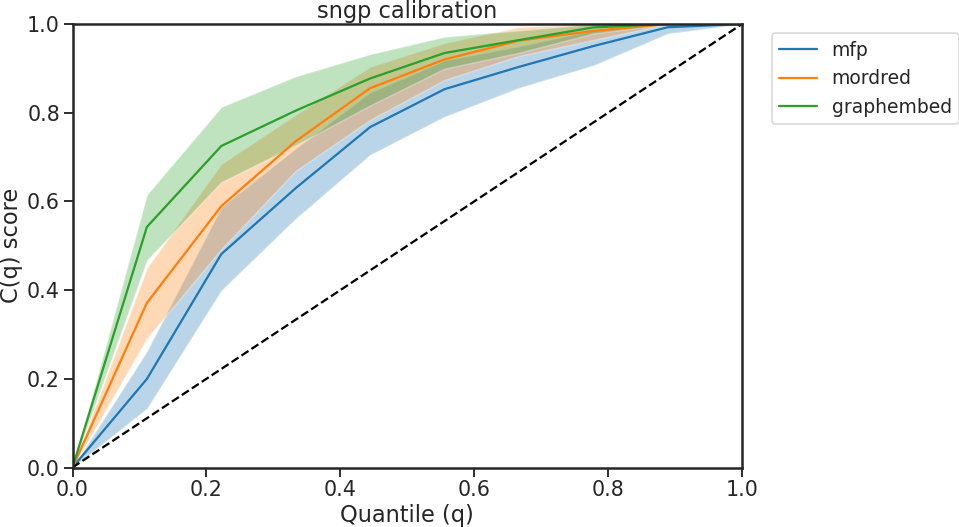 sngp calibration
C(q) score
1.0
0.8
0.6
0.4
0.2
0.0
0.0 0.2 0.4 0.6 0.8 1.0
Quantile (q)
mfp
mordred
graphembed